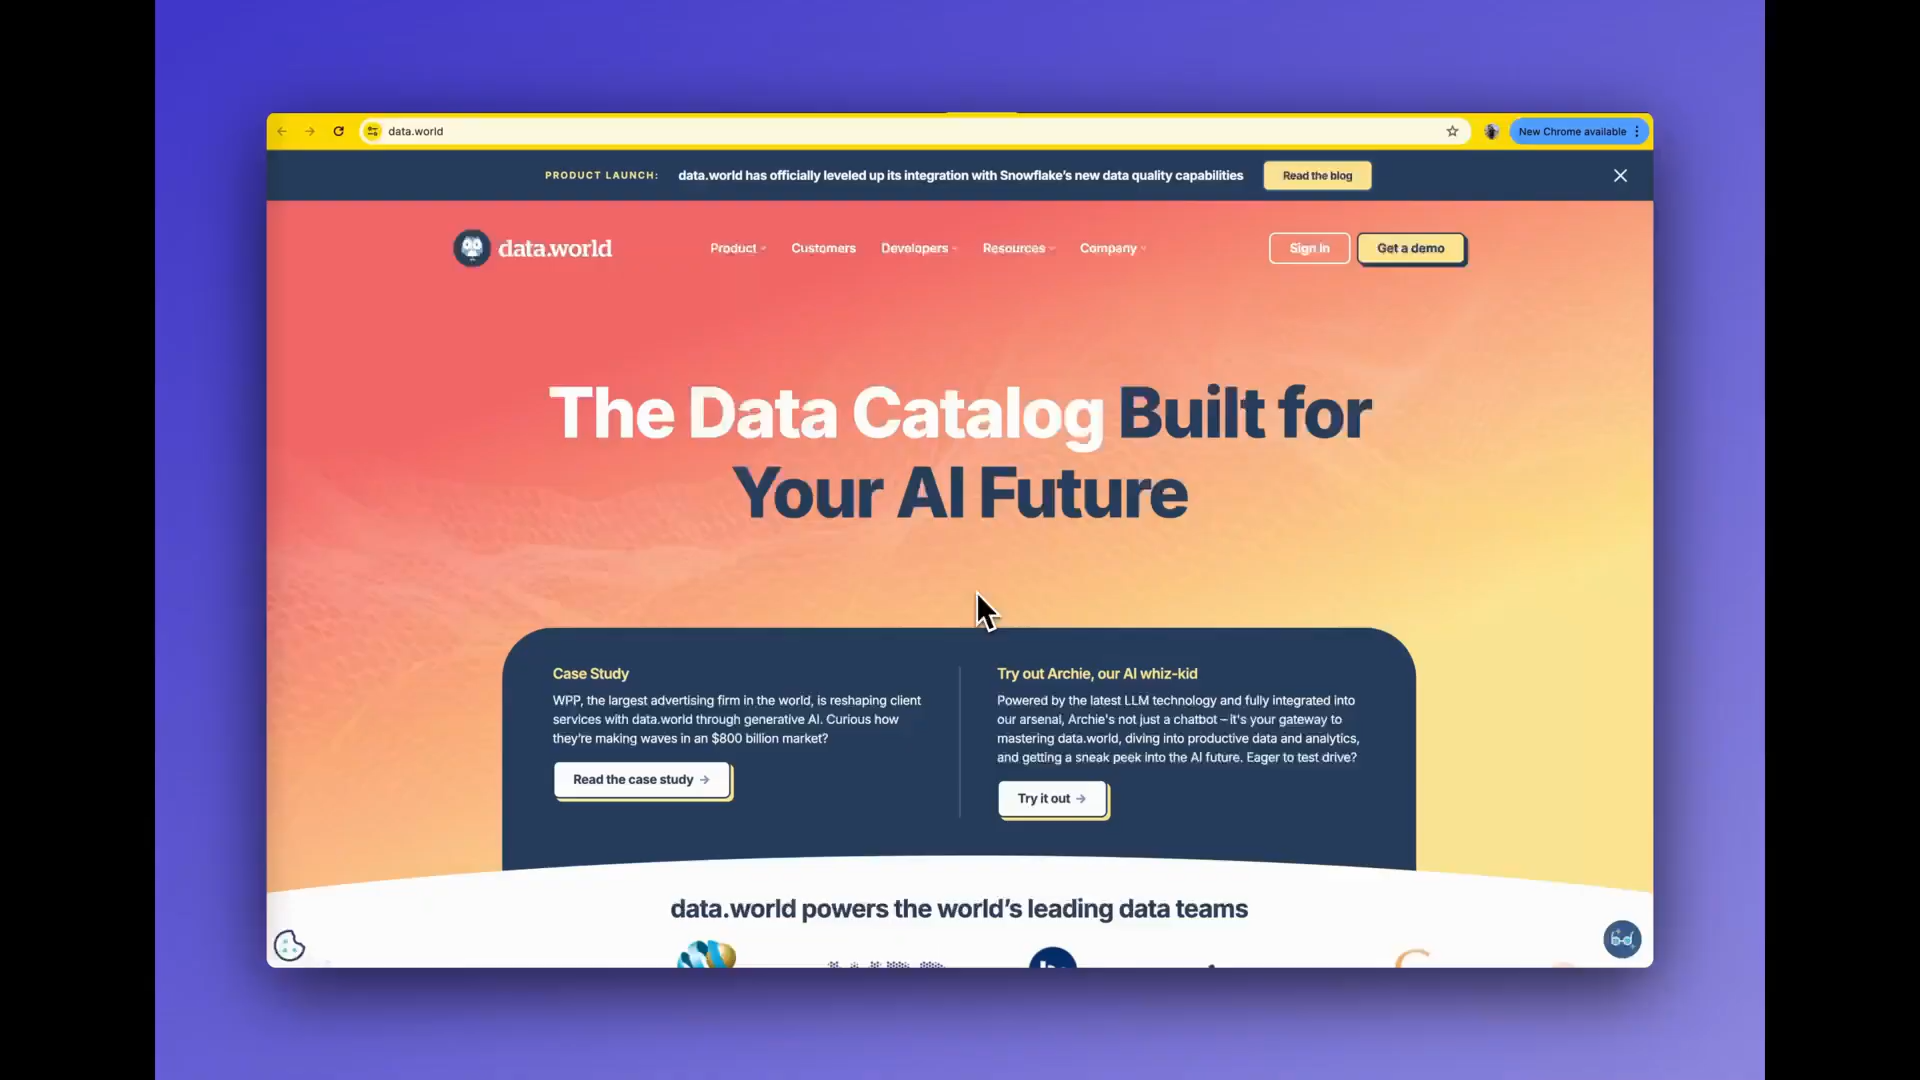 data.world
New Chrome available
PRODUCT LAUNCH: data.world has officially leveled up its integration with Snowflake's new data quality capabilities Read the blog
data.world Product Customers Developers Resources Company Sign in Get a demo
The Data Catalog Built for
Your AI Future
Case Study
WPP, the largest advertising firm in the world, is reshaping client
services with data.world through generative AI. Curious how
they're making waves in an $800 billion market?
Read the case study →
Try out Archie, our AI whiz-kid
Powered by the latest LLM technology and fully integrated into
our arsenal, Archie's not just a chatbot – it's your gateway to
mastering data.world, diving into productive data and analytics,
and getting a sneak peek into the AI future. Eager to test drive?
Try it out →
data.world powers the world's leading data teams